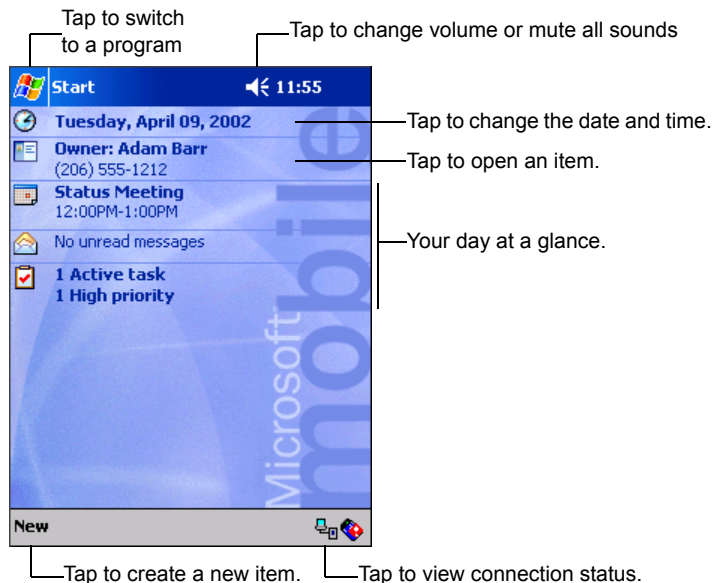 Tap to switch
to a program
Tap to change volume or mute all sounds
Start
11:55
Tuesday, April 09, 2002
Tap to change the date and time.
Owner: Adam Barr
(206) 555-1212
Tap to open an item.
Status Meeting
12:00PM-1:00PM
No unread messages
Your day at a glance.
1 Active task
1 High priority
Microsoft
mobile
New
Tap to create a new item.
Tap to view connection status.